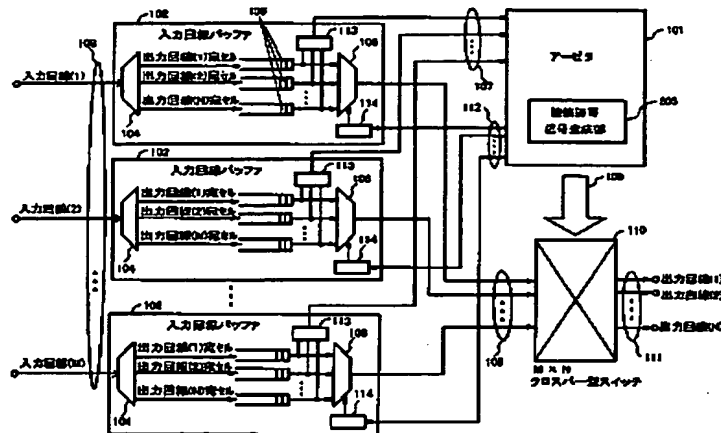 102
105
113
106
101
103
入力回線バッファ
アービタ
入力回線(1)
出力回線(1)宛セル
出力回線(2)宛セル
出力回線(N)宛セル
104
114
107
112
102
113
入力回線バッファ
106
109
入力回線(2)
出力回線(1)宛セル
出力回線(2)宛セル
出力回線(N)宛セル
104
114
110
102
入力回線バッファ
113
106
出力回線(1)
出力回線(2)
出力回線(N)
108
111
入力回線(M)
出力回線(1)宛セル
出力回線(2)宛セル
出力回線(N)宛セル
104
114
M × N
クロスバー型スイッチ